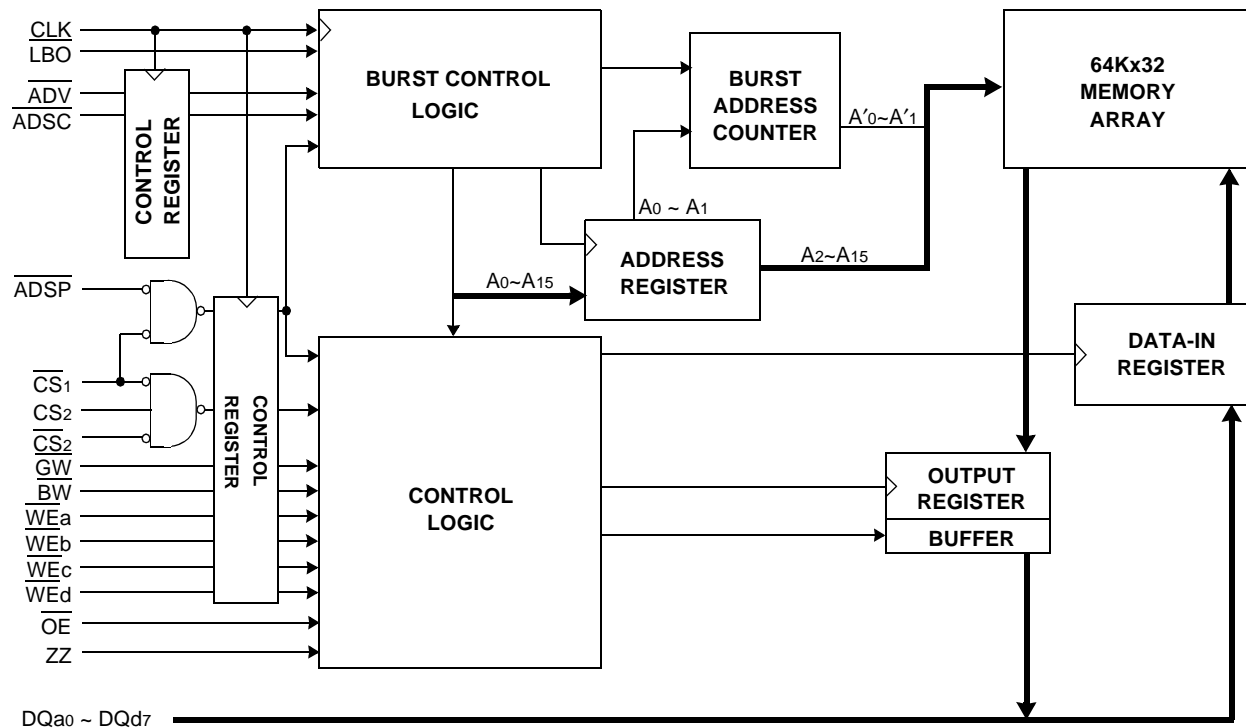 CLK
LBO
ADV
ADSC
CONTROL
REGISTER
BURST CONTROL
LOGIC
BURST
ADDRESS
COUNTER
A′0~A′1
64Kx32
MEMORY
ARRAY
A0 ~ A1
ADDRESS
REGISTER
A2~A15
A0~A15
ADSP
CS1
CS2
CS2
GW
BW
WEa
WEb
WEc
WEd
OE
ZZ
CONTROL
REGISTER
CONTROL
LOGIC
DATA-IN
REGISTER
OUTPUT
REGISTER
BUFFER
DQa0 ~ DQd7